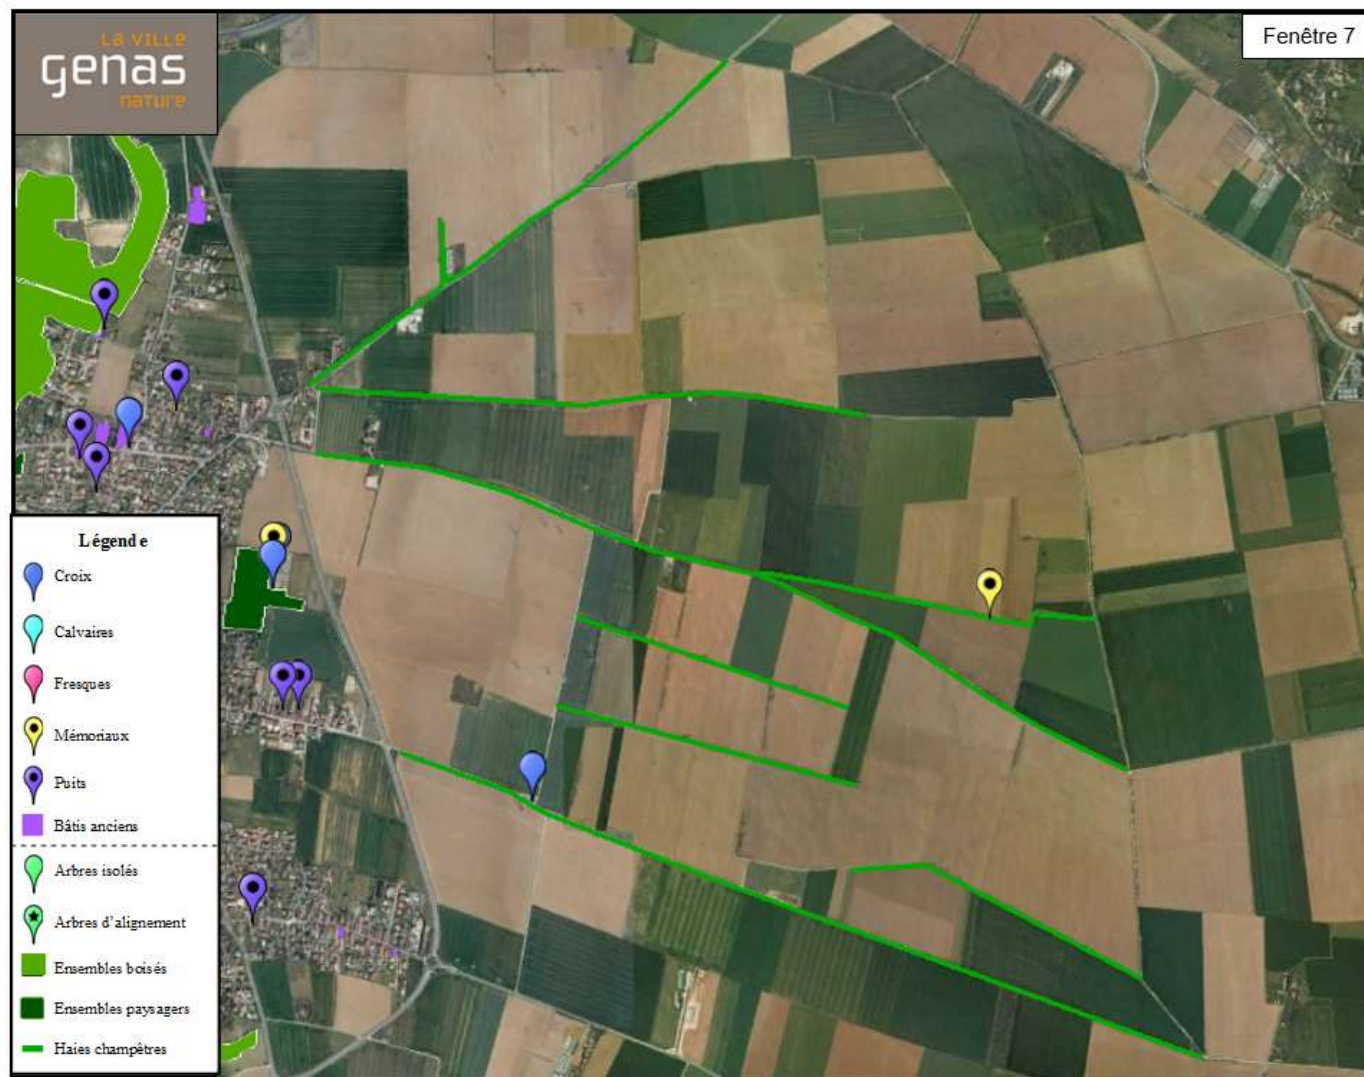 LA VILLE
genas
nature
Fenêtre 7
Légende
Croix
Calvaires
Fresques
Mémoriaux
Puits
Bâtis anciens
Arbres isolés
Arbres d'alignement
Ensembles boisés
Ensembles paysagers
Haies champêtres